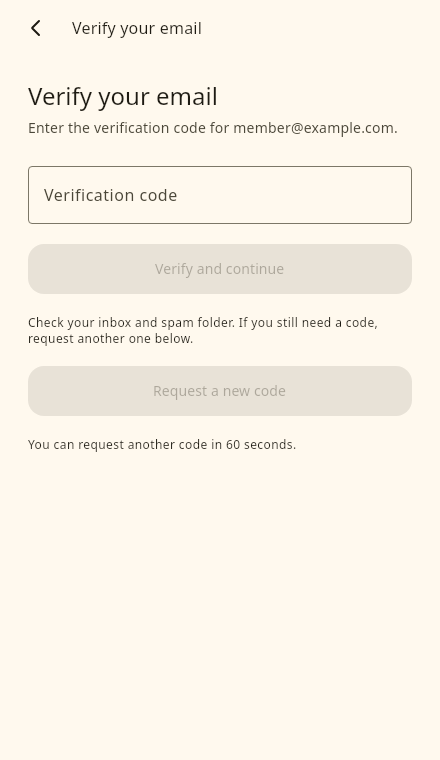 Verify your email
Verify your email
Enter the verification code for member@example.com.
Verification code
Verify and continue
Check your inbox and spam folder. If you still need a code,
request another one below.
Request a new code
You can request another code in 60 seconds.